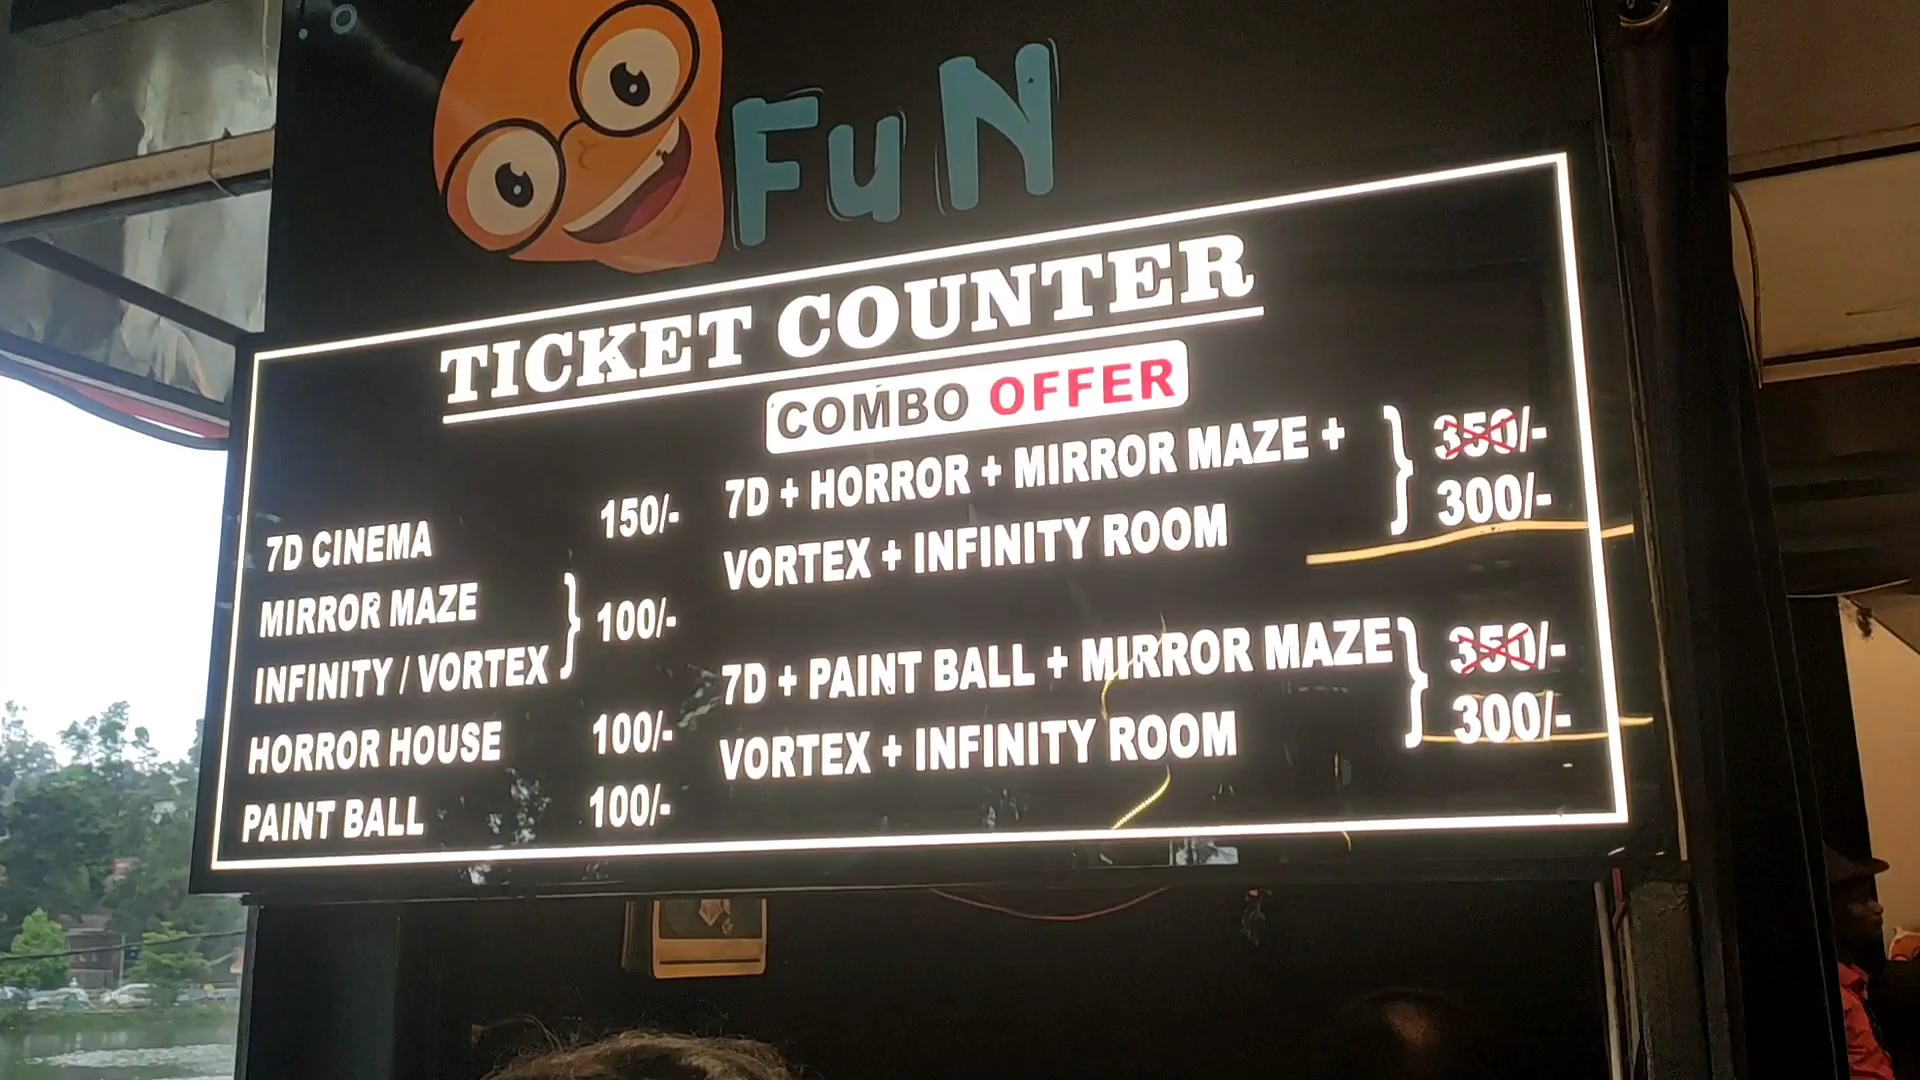 FuN
TICKET COUNTER
COMBO OFFER
7D CINEMA 150/-
MIRROR MAZE
INFINITY / VORTEX } 100/-
HORROR HOUSE 100/-
PAINT BALL 100/-
7D + HORROR + MIRROR MAZE + } 350/-
VORTEX + INFINITY ROOM 300/-
7D + PAINT BALL + MIRROR MAZE } 350/-
VORTEX + INFINITY ROOM 300/-